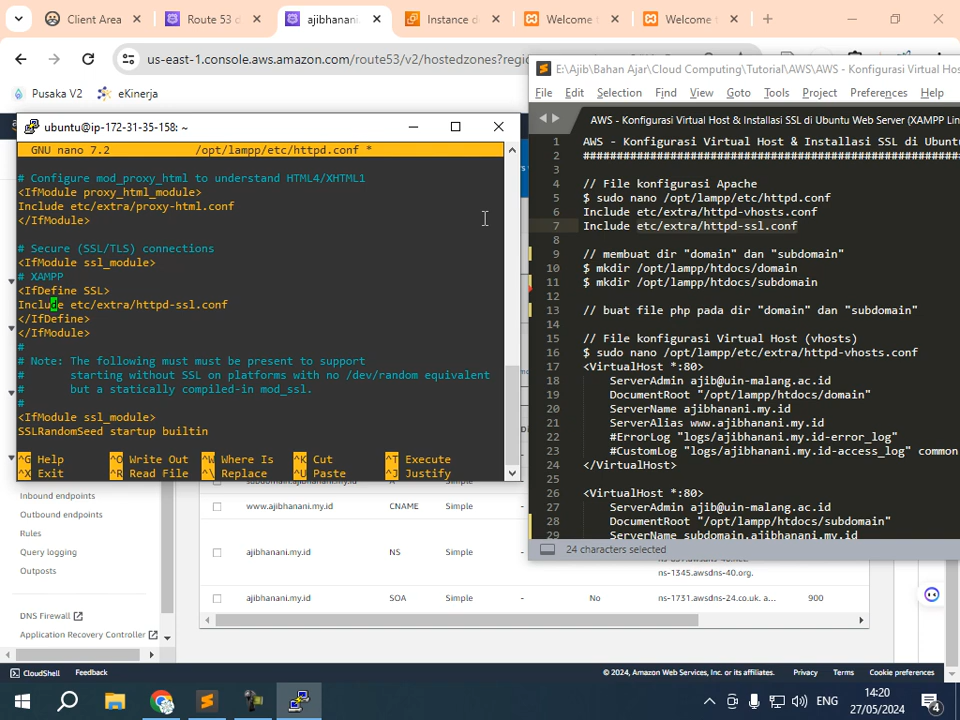 Client Area
Route 53 d
ajibhanani.
Instance d
Welcome t
Welcome t
us-east-1.console.aws.amazon.com/route53/v2/hostedzones?regi
Pusaka V2
eKinerja
ubuntu@ip-172-31-35-158: ~
GNU nano 7.2 /opt/lampp/etc/httpd.conf *
# Configure mod_proxy_html to understand HTML4/XHTML1
<IfModule proxy_html_module>
Include etc/extra/proxy-html.conf
</IfModule>
# Secure (SSL/TLS) connections
<IfModule ssl_module>
# XAMPP
<IfDefine SSL>
Include etc/extra/httpd-ssl.conf
</IfDefine>
</IfModule>
#
# Note: The following must must be present to support
# starting without SSL on platforms with no /dev/random equivalent
# but a statically compiled-in mod_ssl.
#
<IfModule ssl_module>
SSLRandomSeed startup builtin
^G Help ^O Write Out ^W Where Is ^K Cut ^T Execute
^X Exit ^R Read File ^\ Replace ^U Paste ^J Justify
E:\Ajib\Bahan Ajar\Cloud Computing\Tutorial\AWS\AWS - Konfigurasi Virtual Hos
File Edit Selection Find View Goto Tools Project Preferences Help
AWS - Konfigurasi Virtual Host & Installasi SSL di Ubuntu Web Server (XAMPP Lin
1 AWS - Konfigurasi Virtual Host & Installasi SSL di Ubuntu
2 ######################################################
3
4 // File konfigurasi Apache
5 $ sudo nano /opt/lampp/etc/httpd.conf
6 Include etc/extra/httpd-vhosts.conf
7 Include etc/extra/httpd-ssl.conf
8
9 // membuat dir "domain" dan "subdomain"
10 $ mkdir /opt/lampp/htdocs/domain
11 $ mkdir /opt/lampp/htdocs/subdomain
12
13 // buat file php pada dir "domain" dan "subdomain"
14
15 // File konfigurasi Virtual Host (vhosts)
16 $ sudo nano /opt/lampp/etc/extra/httpd-vhosts.conf
17 <VirtualHost *:80>
18 ServerAdmin ajib@uin-malang.ac.id
19 DocumentRoot "/opt/lampp/htdocs/domain"
20 ServerName ajibhanani.my.id
21 ServerAlias www.ajibhanani.my.id
22 #ErrorLog "logs/ajibhanani.my.id-error_log"
23 #CustomLog "logs/ajibhanani.my.id-access_log" common
24 </VirtualHost>
25
26 <VirtualHost *:80>
27 ServerAdmin ajib@uin-malang.ac.id
28 DocumentRoot "/opt/lampp/htdocs/subdomain"
29 ServerName subdomain.ajibhanani.my.id
24 characters selected
Inbound endpoints
Outbound endpoints
Rules
Query logging
Outposts
DNS Firewall
Application Recovery Controller
subdomain.ajibhanani.my.id A Simple -
www.ajibhanani.my.id CNAME Simple -
ajibhanani.my.id NS Simple -
ns-1345.awsdns-40.org.
ajibhanani.my.id SOA Simple - No ns-1731.awsdns-24.co.uk. a... 900
CloudShell Feedback © 2024, Amazon Web Services, Inc. or its affiliates. Privacy Terms Cookie preferences
ENG
14:20
27/05/2024
4